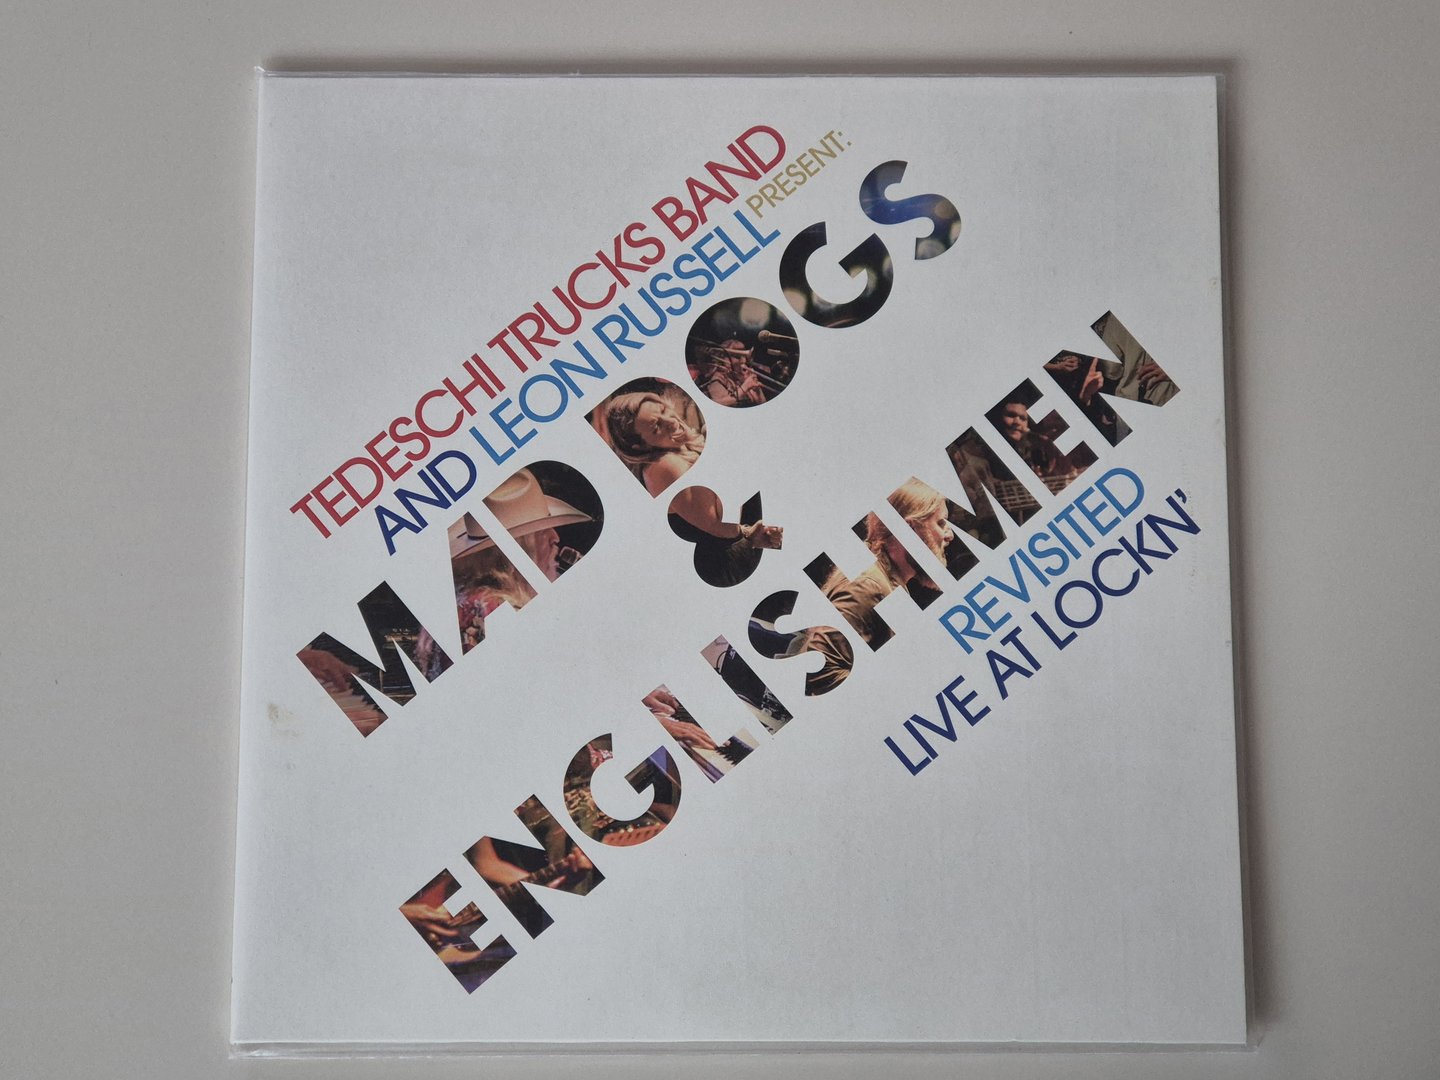 TEDESCHI TRUCKS BAND
AND LEON RUSSELL PRESENT:
MAD DOGS
&
ENGLISHMEN
REVISITED
LIVE AT LOCKN'